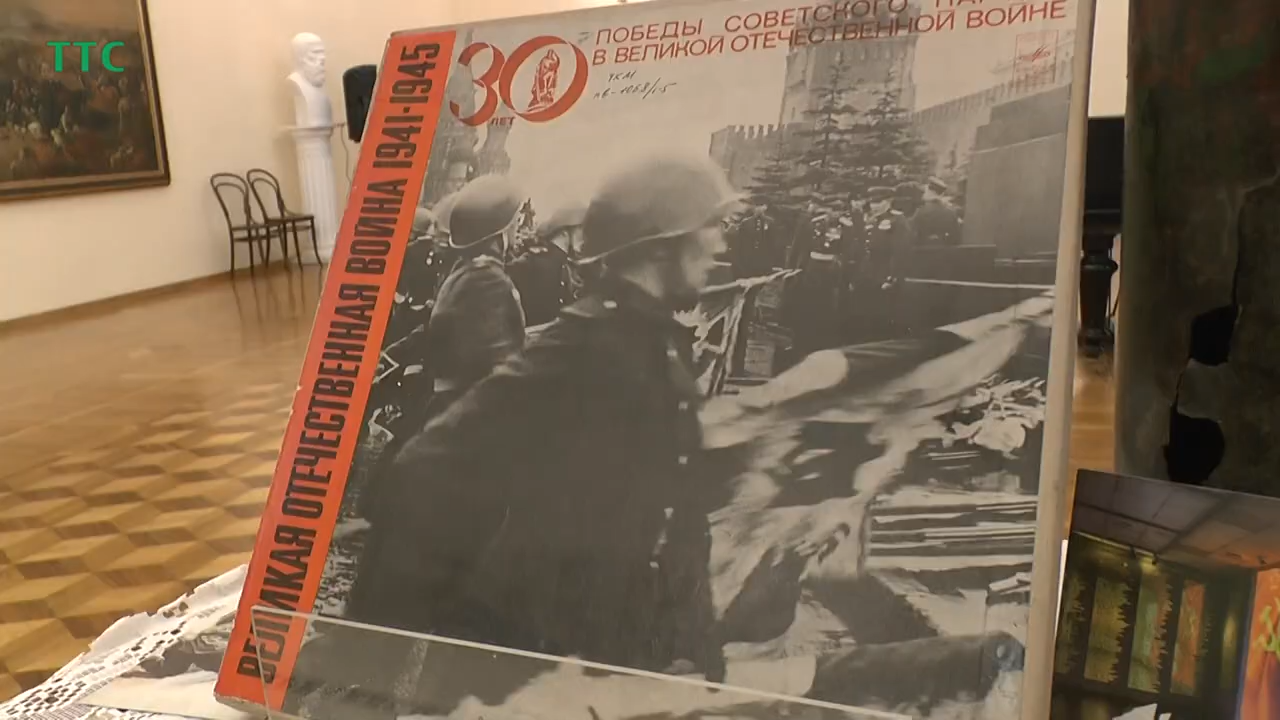 TTC
30
ЛЕТ
ПОБЕДЫ СОВЕТСКОГО
В ВЕЛИКОЙ ОТЕЧЕСТВЕННОЙ ВОЙНЕ
ВЕЛИКАЯ ОТЕЧЕСТВЕННАЯ ВОЙНА 1941·1945